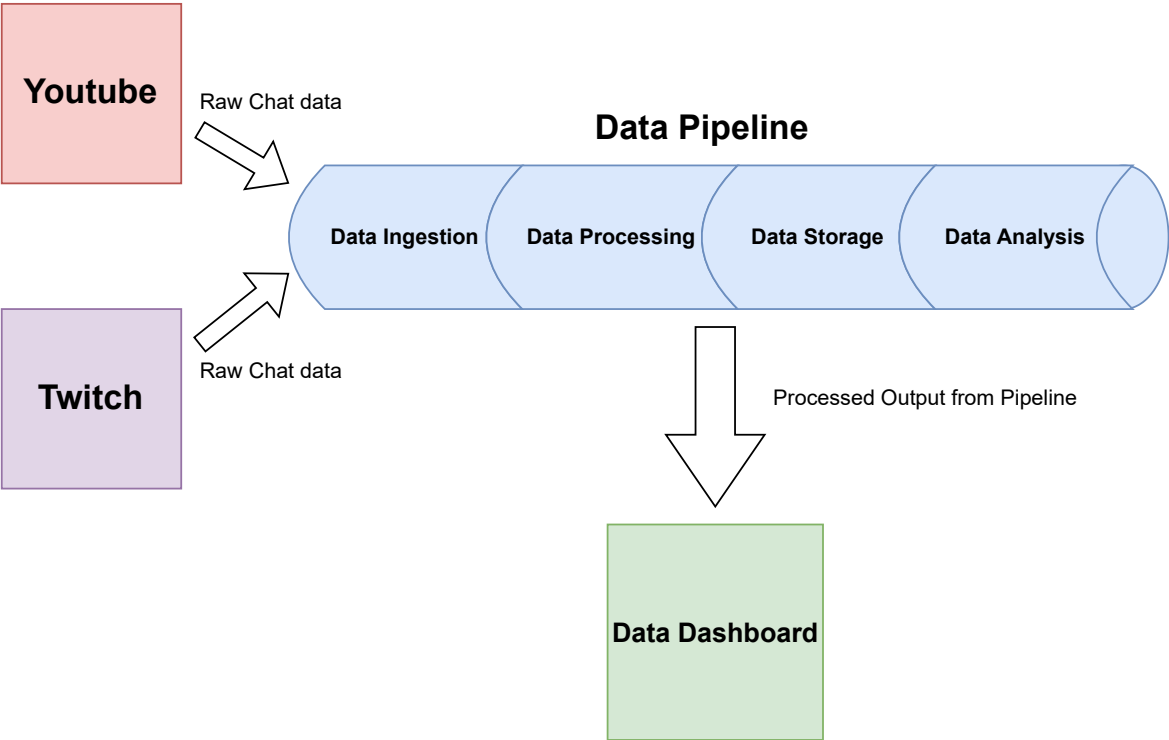 Youtube
Raw Chat data
Data Pipeline
Data Ingestion
Data Processing
Data Storage
Data Analysis
Twitch
Raw Chat data
Processed Output from Pipeline
Data Dashboard